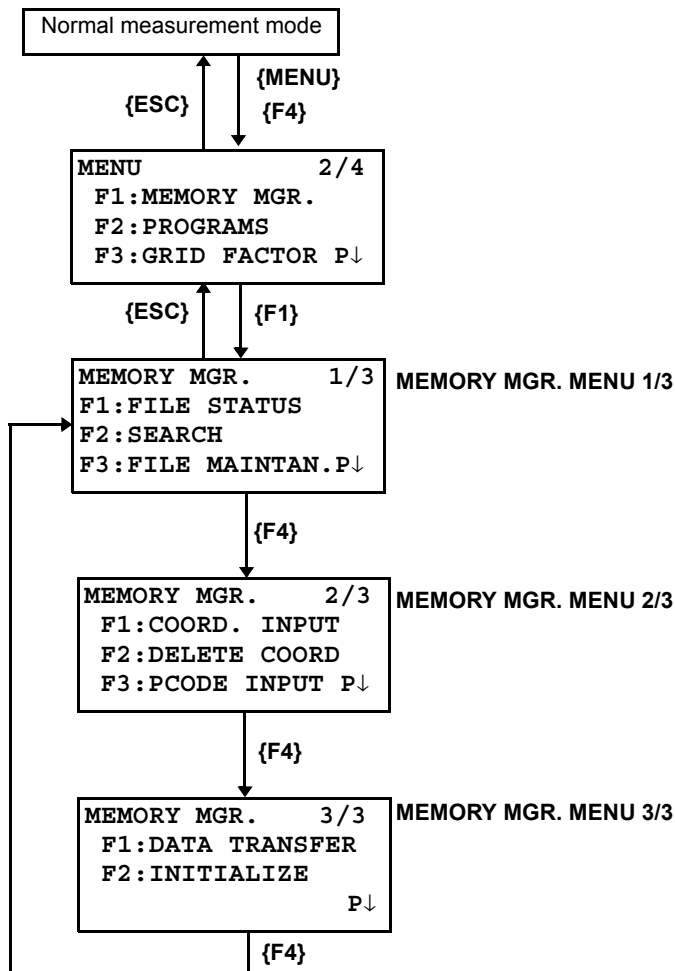 Normal measurement mode
{MENU}
{ESC}
{F4}
MENU 2/4
F1:MEMORY MGR.
F2:PROGRAMS
F3:GRID FACTOR P↓
{ESC}
{F1}
MEMORY MGR. 1/3
MEMORY MGR. MENU 1/3
F1:FILE STATUS
F2:SEARCH
F3:FILE MAINTAN.P↓
{F4}
MEMORY MGR. 2/3
MEMORY MGR. MENU 2/3
F1:COORD. INPUT
F2:DELETE COORD
F3:PCODE INPUT P↓
{F4}
MEMORY MGR. 3/3
MEMORY MGR. MENU 3/3
F1:DATA TRANSFER
F2:INITIALIZE
P↓
{F4}